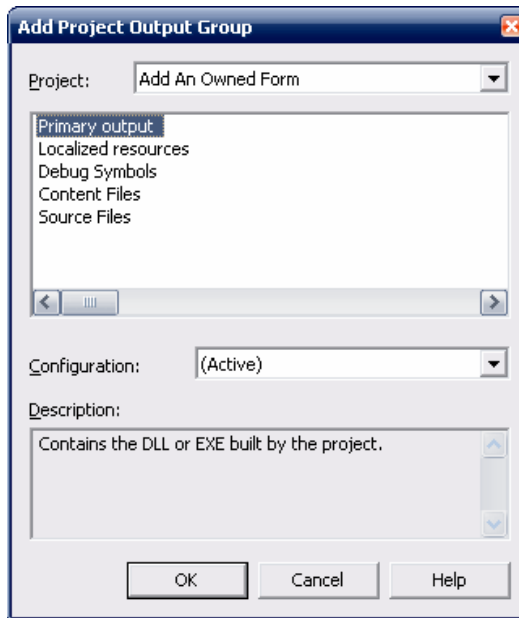 Add Project Output Group
Project: Add An Owned Form
Primary output
Localized resources
Debug Symbols
Content Files
Source Files
Configuration: (Active)
Description:
Contains the DLL or EXE built by the project.
OK Cancel Help